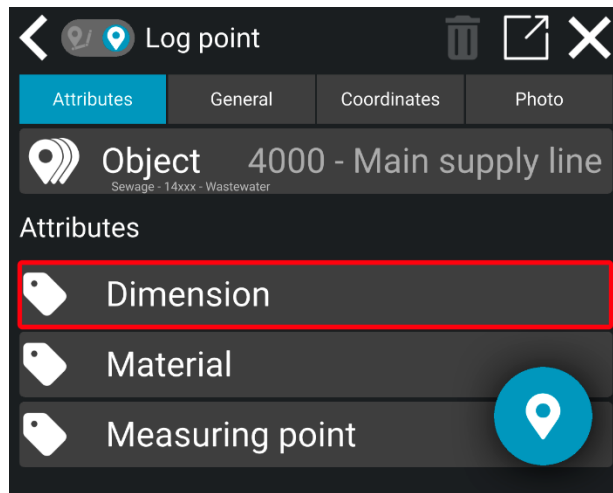 Log point
Attributes General Coordinates Photo
Object 4000 - Main supply line
Sewage - 14xxx - Wastewater
Attributes
Dimension
Material
Measuring point